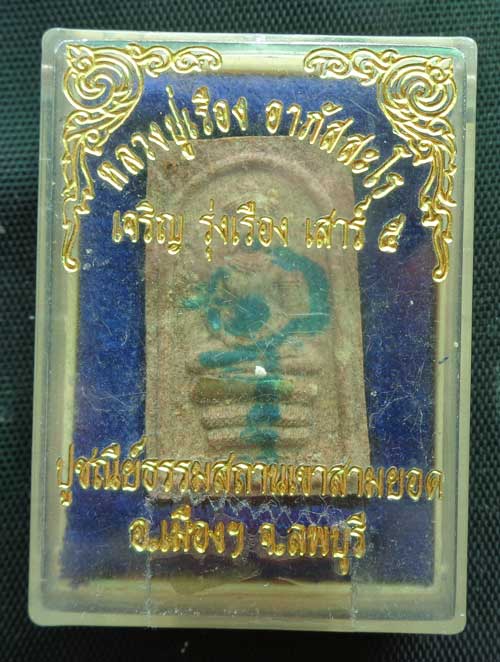 หลวงปู่เรือง อาภัสสะโร
เจริญ รุ่งเรือง เสาร์ ๕
ปูชณีย์ธรรมสถานเขาสามยอด
อ.เมืองฯ จ.ลพบุรี